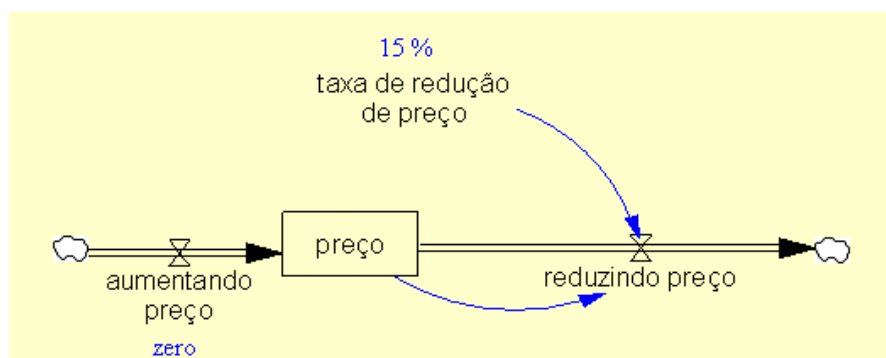 15 %
taxa de redução
de preço
preço
aumentando
preço
reduzindo preço
zero